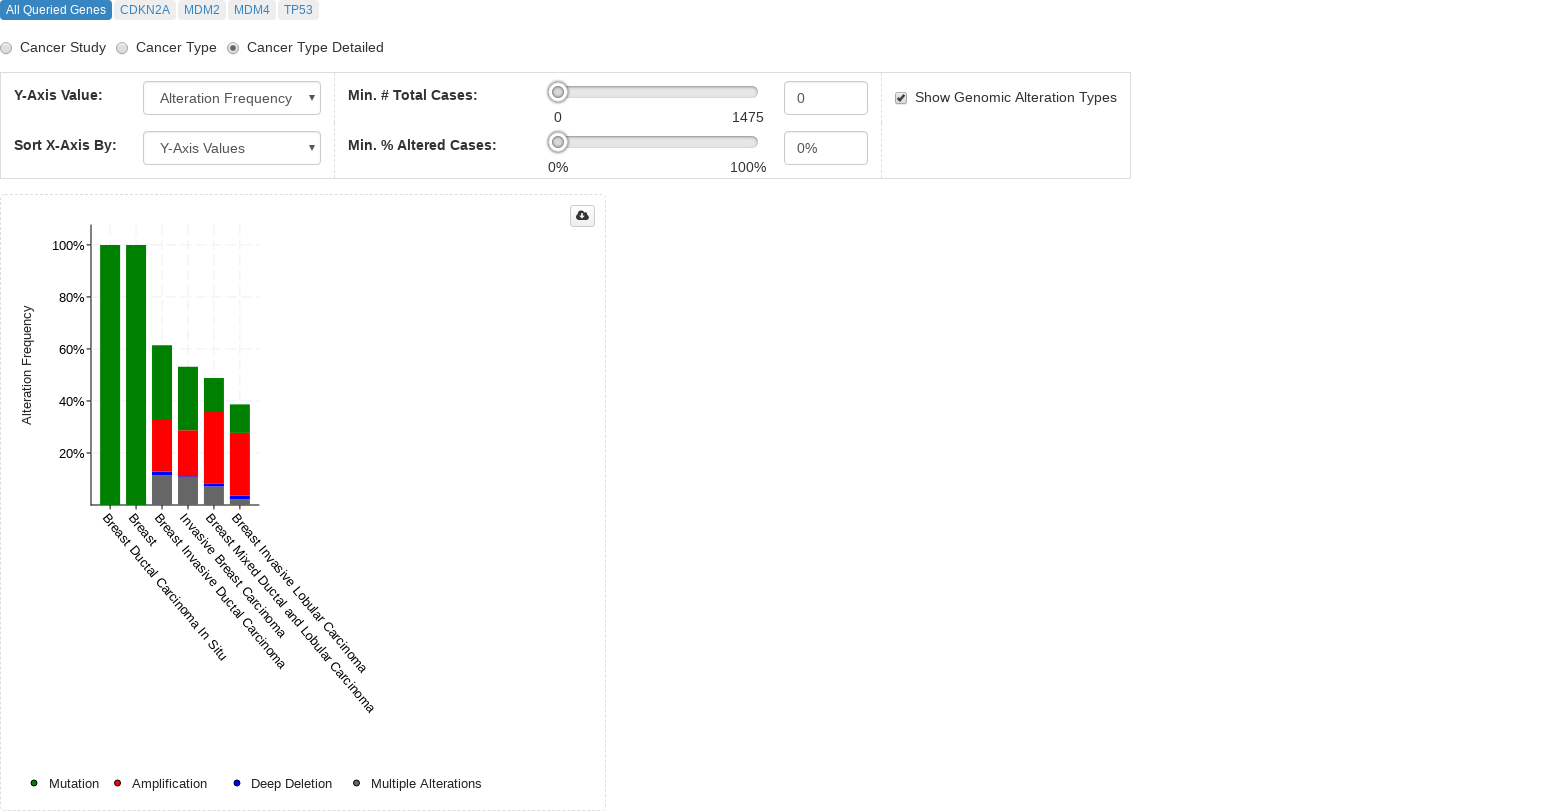 All Queried Genes CDKN2A MDM2 MDM4 TP53
Cancer Study Cancer Type Cancer Type Detailed
Y-Axis Value: Alteration Frequency Min. # Total Cases: 0 Show Genomic Alteration Types
0 1475
Sort X-Axis By: Y-Axis Values Min. % Altered Cases: 0%
0% 100%
100%
80%
60%
40%
20%
Alteration Frequency
Breast Ductal Carcinoma In Situ
Breast
Breast Invasive Ductal Carcinoma
Invasive Breast Carcinoma
Breast Mixed Ductal and Lobular Carcinoma
Breast Invasive Lobular Carcinoma
Mutation Amplification Deep Deletion Multiple Alterations